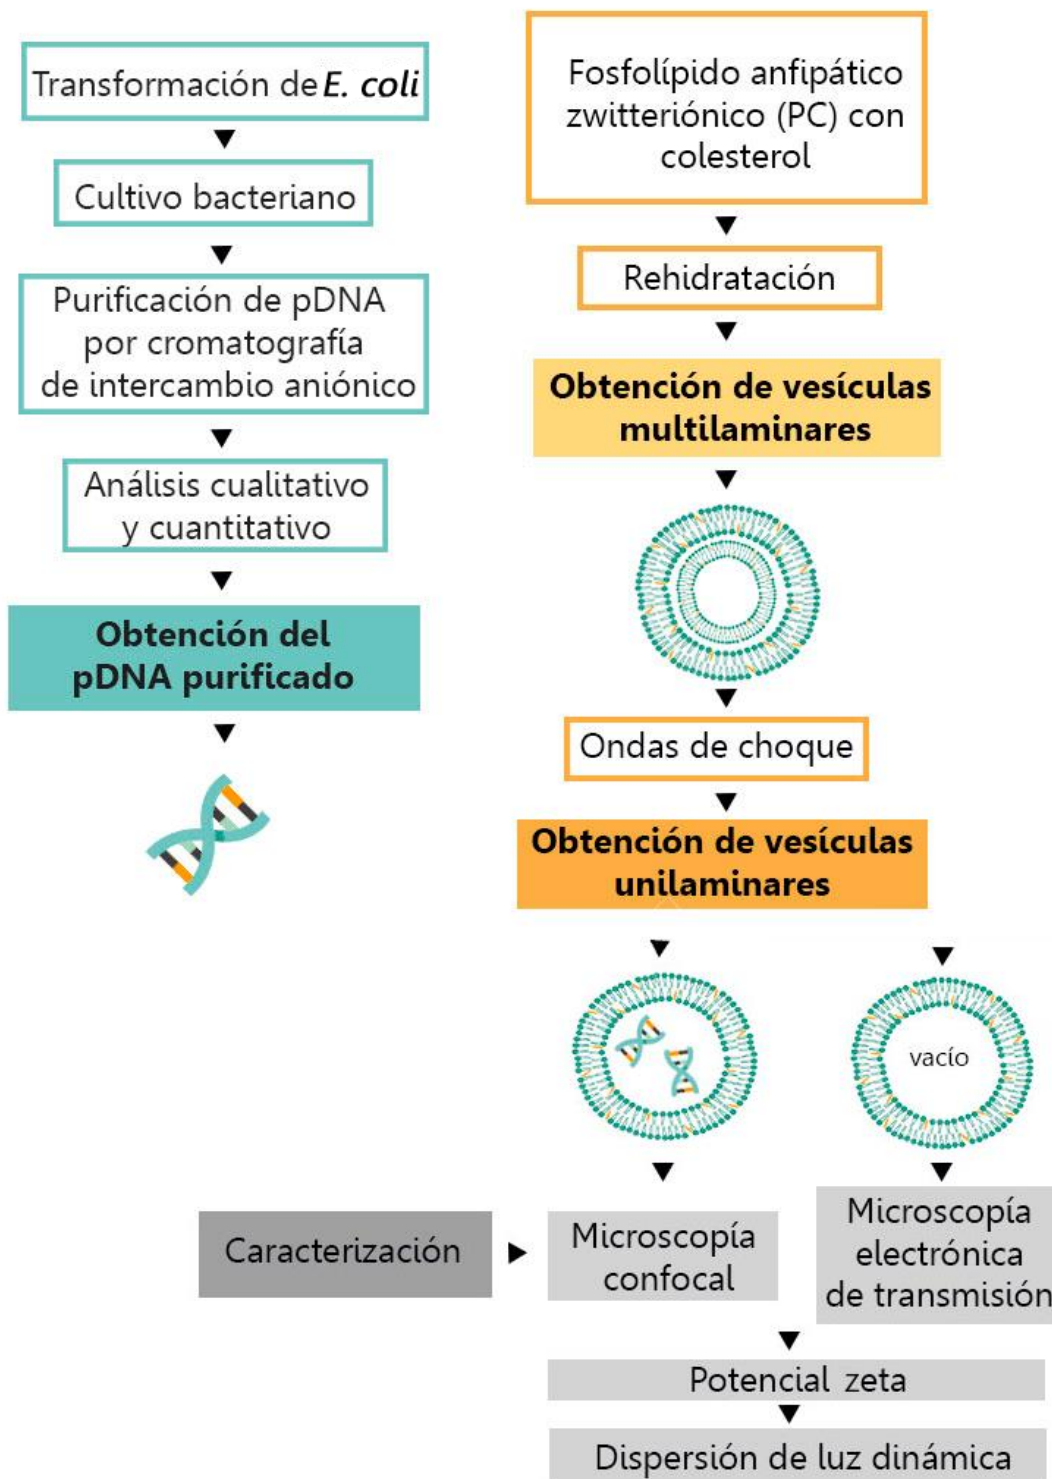 Transformación de E. coli
Cultivo bacteriano
Purificación de pDNA
por cromatografía
de intercambio aniónico
Análisis cualitativo
y cuantitativo
Obtención del
pDNA purificado
Fosfolípido anfipático
zwitteriónico (PC) con
colesterol
Rehidratación
Obtención de vesículas
multilaminares
Ondas de choque
Obtención de vesículas
unilaminares
vacío
Caracterización
Microscopía
confocal
Microscopía
electrónica
de transmisión
Potencial zeta
Dispersión de luz dinámica